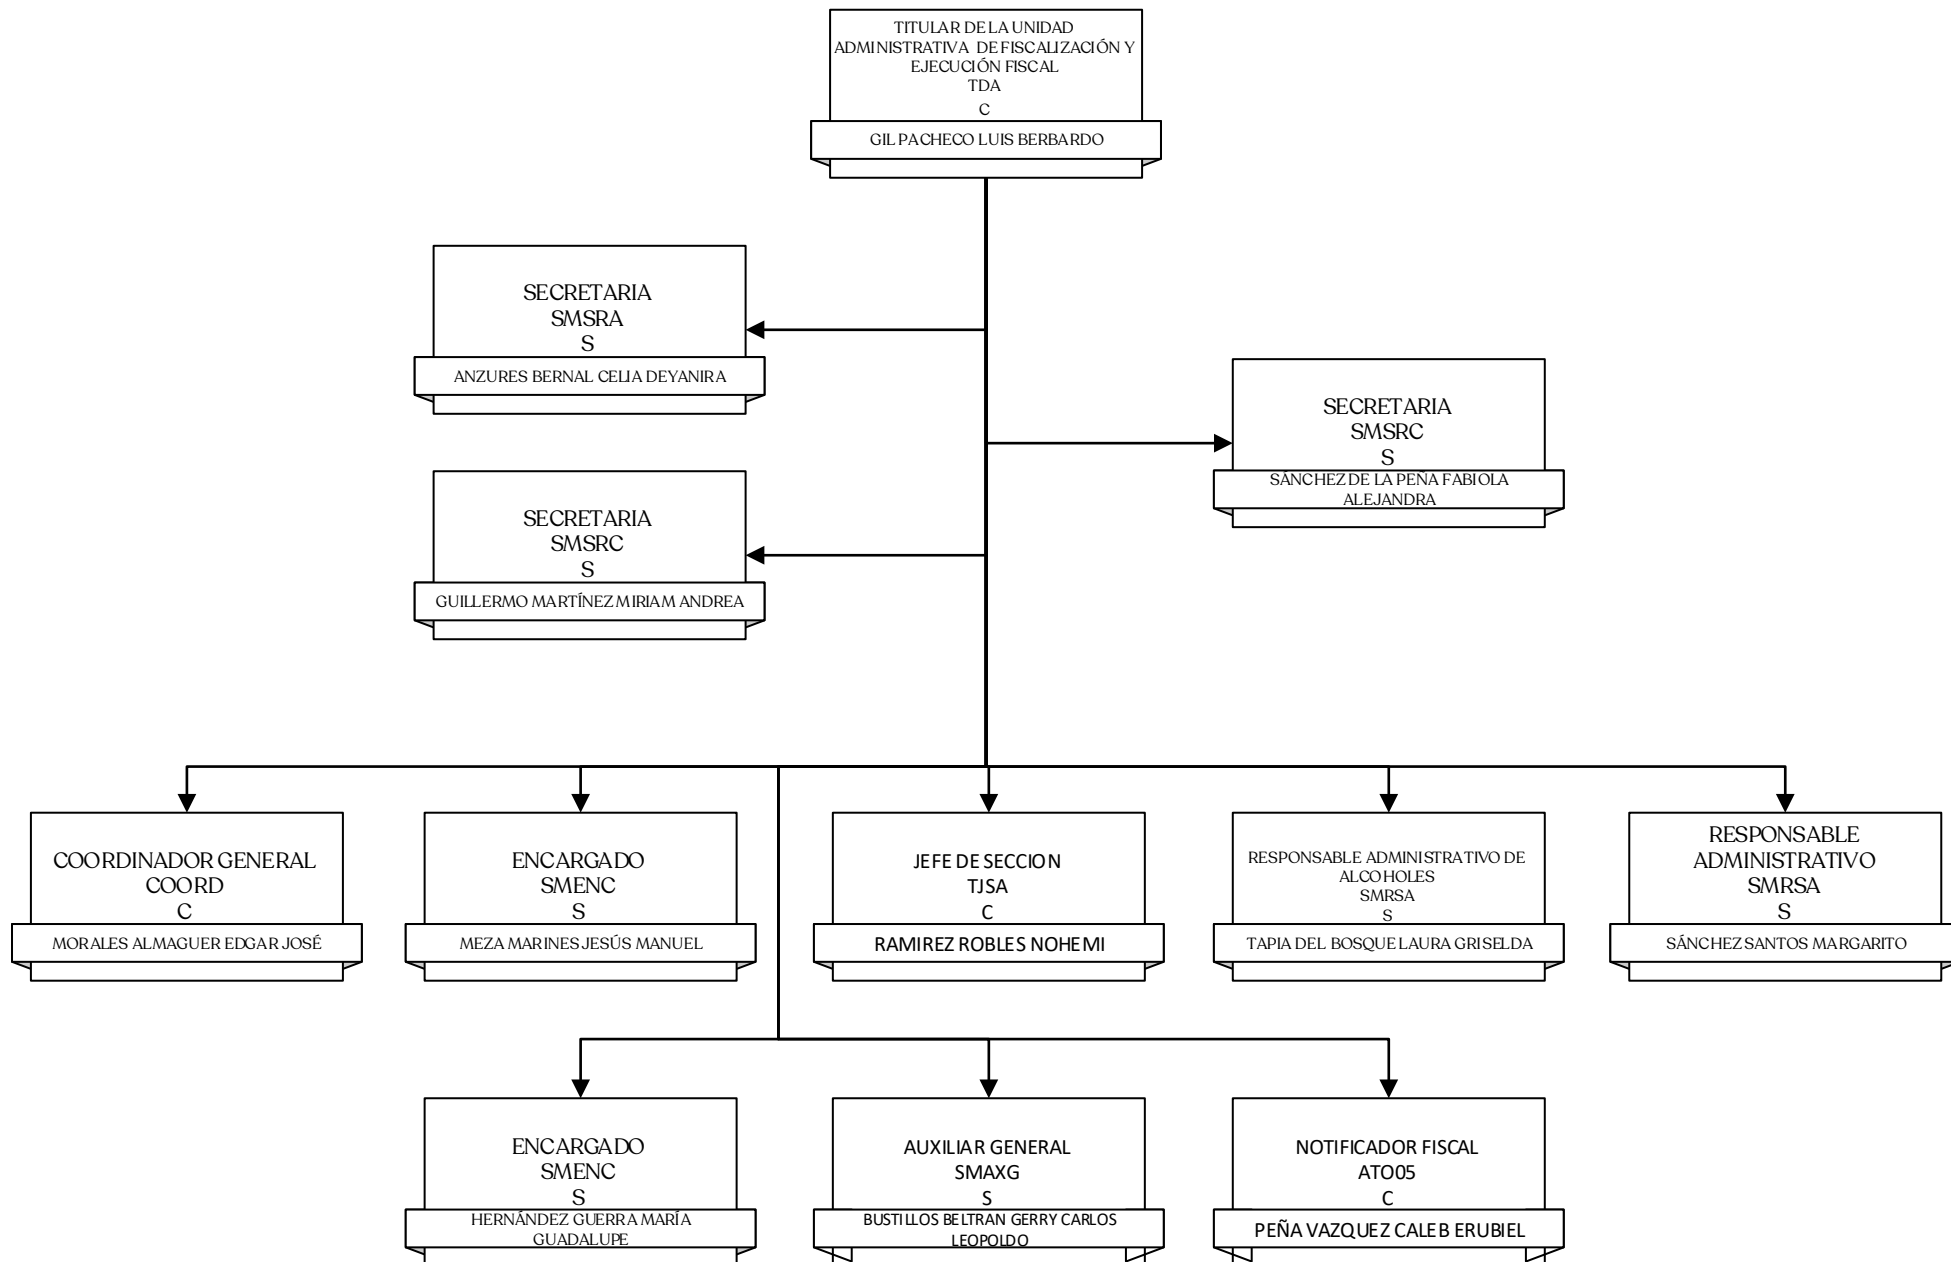 TITULAR DE LA UNIDAD
ADMINISTRATIVA DE FISCALIZACIÓN Y
EJECUCIÓN FISCAL
TDA
C
GIL PACHECO LUIS BERBARDO
SECRETARIA
SMSRA
S
ANZURES BERNAL CELIA DEYANIRA
SECRETARIA
SMSRC
S
SÁNCHEZ DE LA PEÑA FABIOLA
ALEJANDRA
SECRETARIA
SMSRC
S
GUILLERMO MARTÍNEZ MIRIAM ANDREA
COORDINADOR GENERAL
COORD
C
MORALES ALMAGUER EDGAR JOSÉ
ENCARGADO
SMENC
S
MEZA MARINES JESÚS MANUEL
JEFE DE SECCION
TJSA
C
RAMIREZ ROBLES NOHEMI
RESPONSABLE ADMINISTRATIVO DE
ALCOHOLES
SMRSA
S
TAPIA DEL BOSQUE LAURA GRISELDA
RESPONSABLE
ADMINISTRATIVO
SMRSA
S
SÁNCHEZ SANTOS MARGARITO
ENCARGADO
SMENC
S
HERNÁNDEZ GUERRA MARÍA
GUADALUPE
AUXILIAR GENERAL
SMAXG
S
BUSTILLOS BELTRAN GERRY CARLOS
LEOPOLDO
NOTIFICADOR FISCAL
ATO05
C
PEÑA VAZQUEZ CALEB ERUBIEL